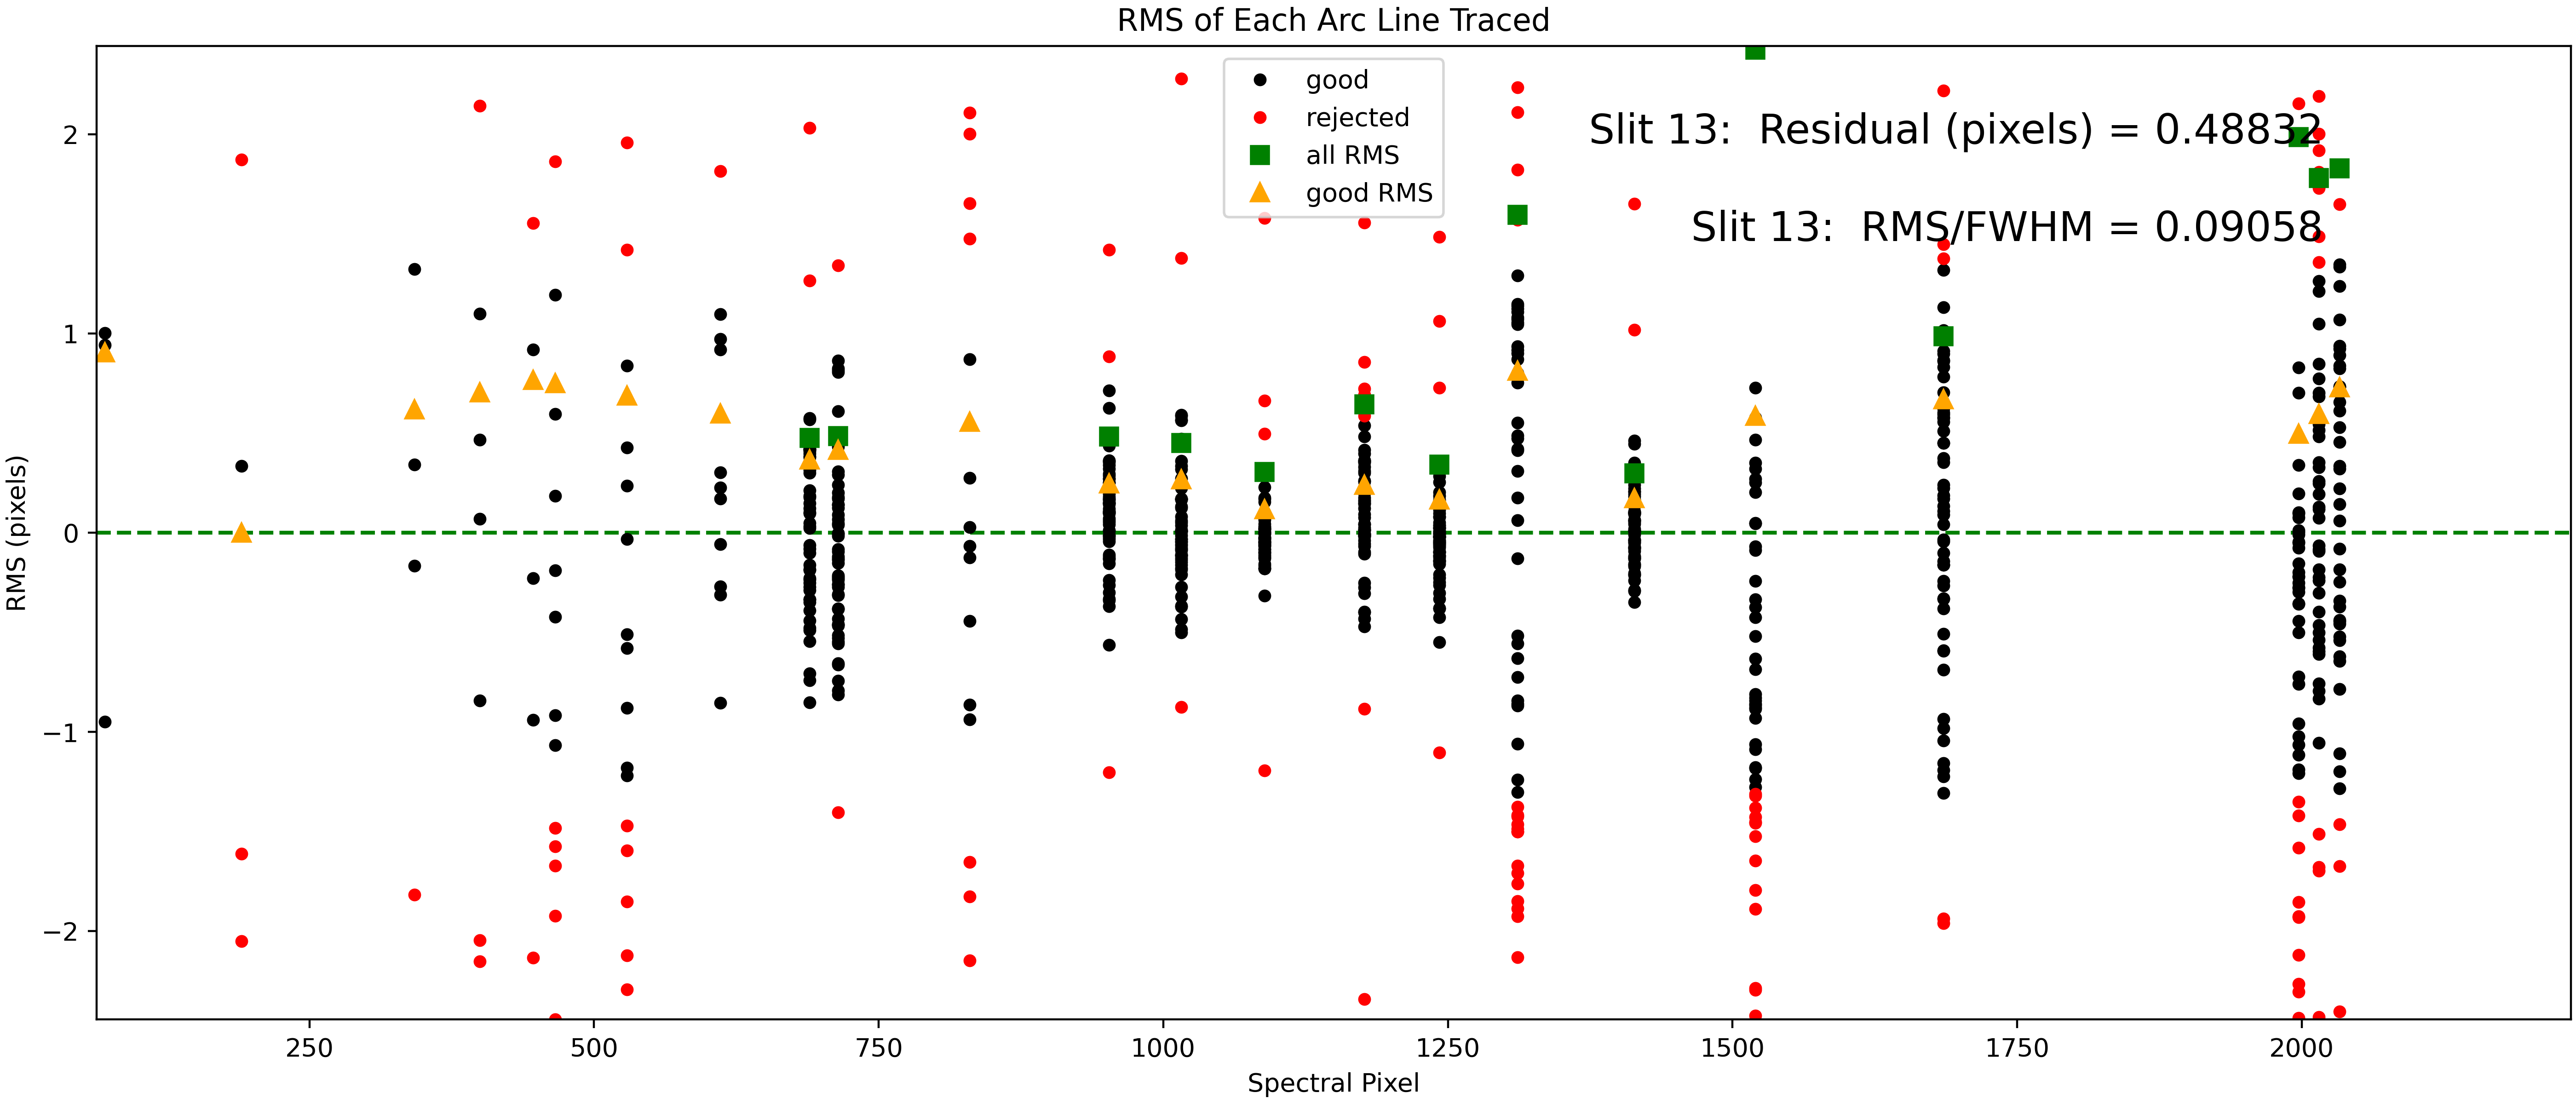 RMS of Each Arc Line Traced
good
rejected
all RMS
good RMS
Slit 13:  Residual (pixels) = 0.48832
Slit 13:  RMS/FWHM = 0.09058
RMS (pixels)
2
1
0
−1
−2
250 500 750 1000 1250 1500 1750 2000
Spectral Pixel